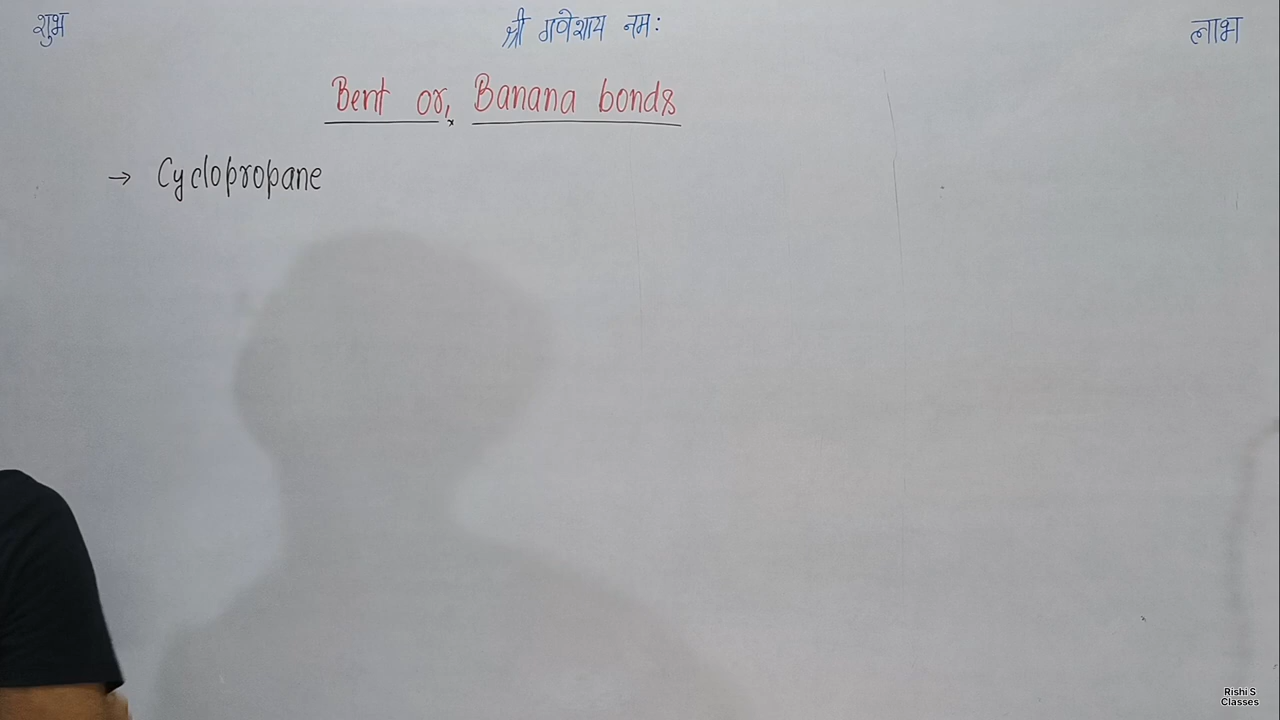 शुभ श्री गणेशाय नमः लाभ
Bent or, Banana bonds
→ Cyclopropane
Rishi S
Classes